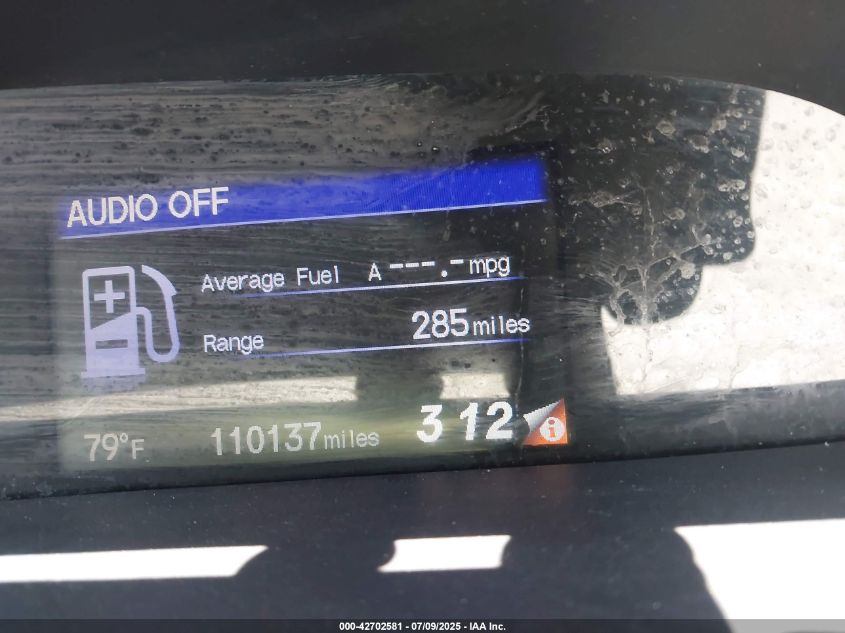 AUDIO OFF
Average Fuel A ---.- mpg
Range 285 miles
79°F 110137 miles 3 12 i
000-42702581 - 07/09/2025 - IAA Inc.